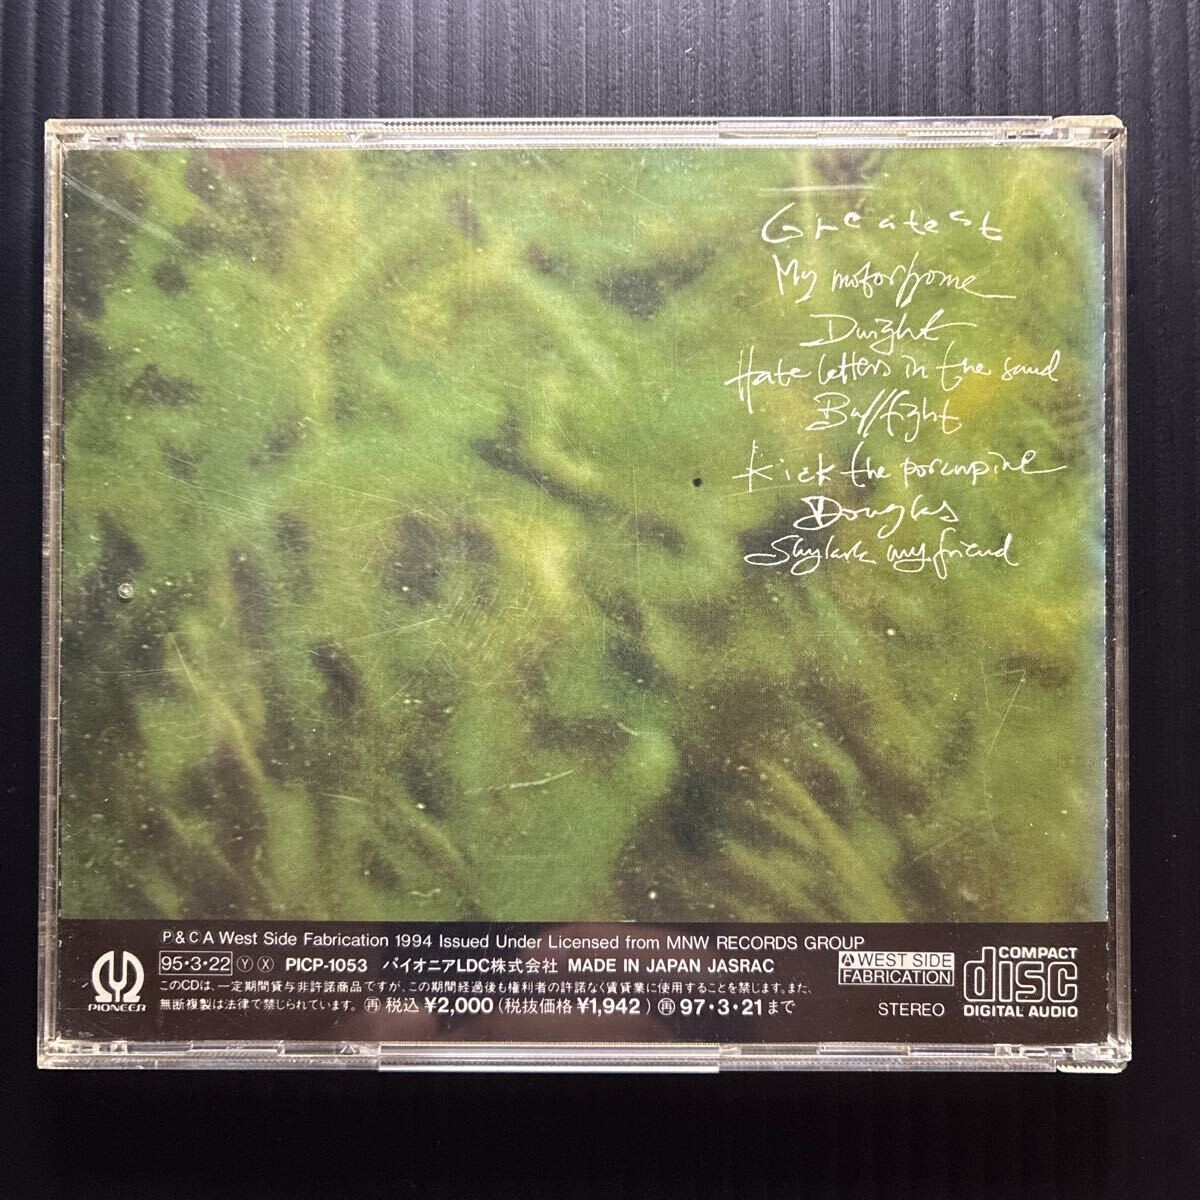 Greatest
My motorhome
Dwight
Hate letters in the sand
Bullfight
Kick the porcupine
Douglas
Skylark my friend
Ⓟ&ⒸA West Side Fabrication 1994 Issued Under Licensed from MNW RECORDS GROUP
95・3・22 Ⓨ Ⓧ PICP-1053 パイオニアLDC株式会社 MADE IN JAPAN JASRAC
このCDは、一定期間貸与非許諾商品ですが、この期間経過後も権利者の許諾なく賃貸業に使用することを禁じます。また、
無断複製は法律で禁じられています。㊢税込¥2,000(税抜価格¥1,942)㊢97・3・21まで
PIONEER
A WEST SIDE
FABRICATION
STEREO
COMPACT
disc
DIGITAL AUDIO